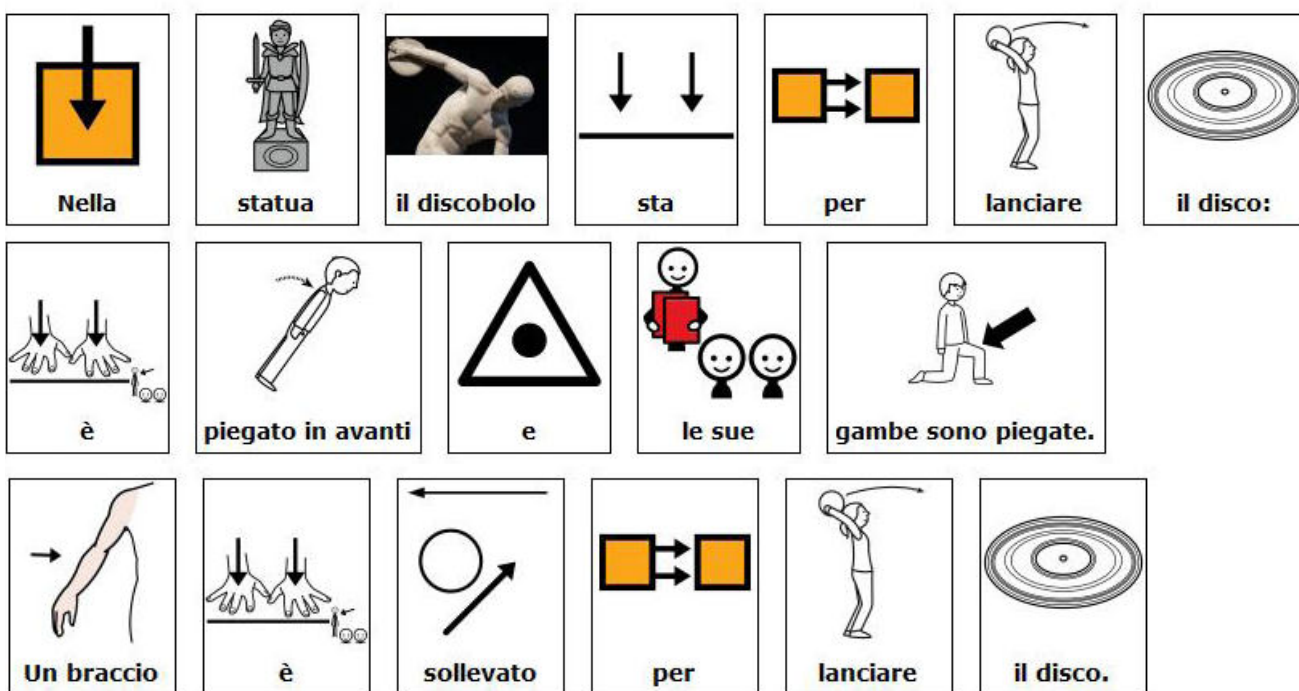 Nella statua il discobolo sta per lanciare il disco:
è piegato in avanti e le sue gambe sono piegate.
Un braccio è sollevato per lanciare il disco.